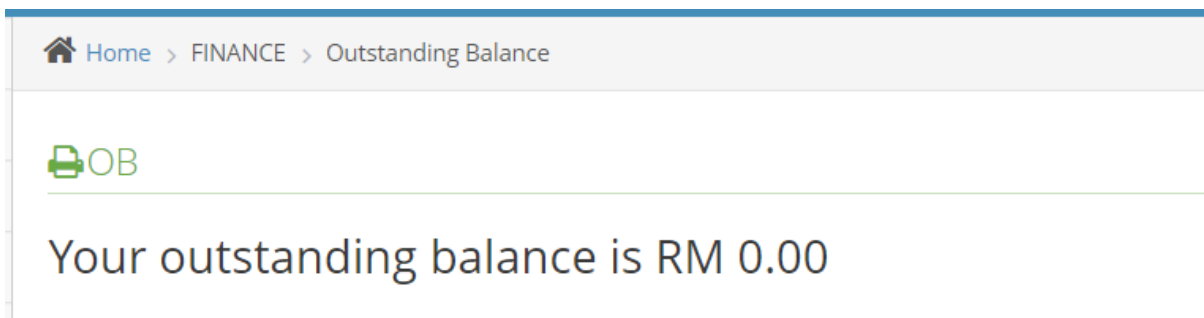 Home > FINANCE > Outstanding Balance
OB
Your outstanding balance is RM 0.00